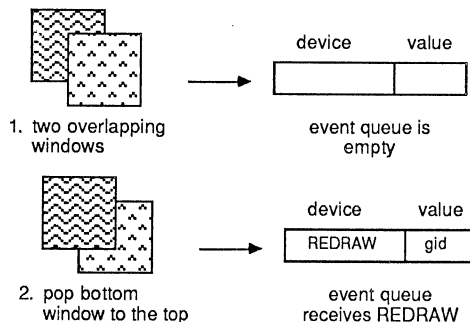 device value
1. two overlapping
windows
event queue is
empty
device value
REDRAW gid
2. pop bottom
window to the top
event queue
receives REDRAW